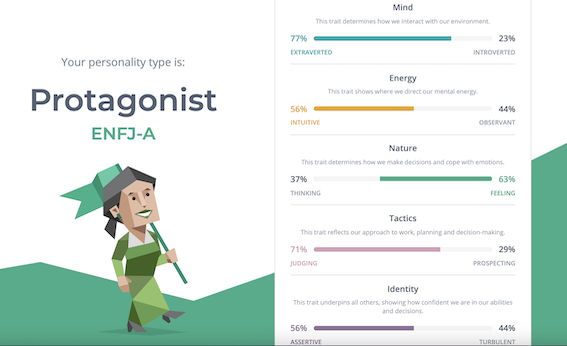 Your personality type is:
Protagonist
ENFJ-A
Mind
This trait determines how we interact with our environment.
77% 23%
EXTRAVERTED INTROVERTED
Energy
This trait shows where we direct our mental energy.
56% 44%
INTUITIVE OBSERVANT
Nature
This trait determines how we make decisions and cope with emotions.
37% 63%
THINKING FEELING
Tactics
This trait reflects our approach to work, planning and decision-making.
71% 29%
JUDGING PROSPECTING
Identity
This trait underpins all others, showing how confident we are in our abilities
and decisions.
56% 44%
ASSERTIVE TURBULENT